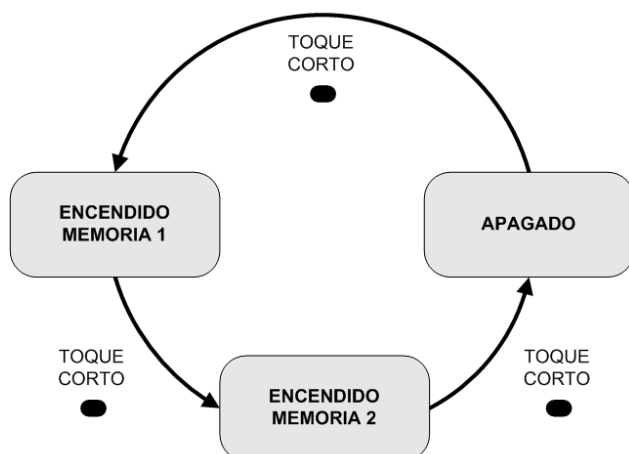 TOQUE
CORTO
ENCENDIDO
MEMORIA 1
APAGADO
TOQUE
CORTO
ENCENDIDO
MEMORIA 2
TOQUE
CORTO